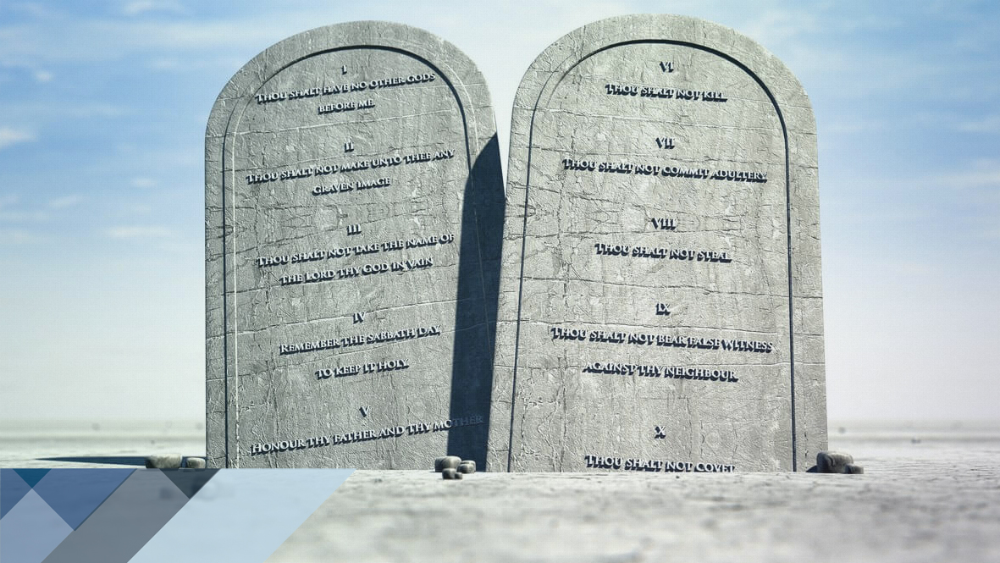 I
THOU SHALT HAVE NO OTHER GODS
BEFORE ME.
II
THOU SHALT NOT MAKE UNTO THEE ANY
GRAVEN IMAGE
III
THOU SHALT NOT TAKE THE NAME OF
THE LORD THY GOD IN VAIN
IV
REMEMBER THE SABBATH DAY,
TO KEEP IT HOLY.
V
HONOUR THY FATHER AND THY MOTHER
VI
THOU SHALT NOT KILL.
VII
THOU SHALT NOT COMMIT ADULTERY.
VIII
THOU SHALT NOT STEAL
IX
THOU SHALT NOT BEAR FALSE WITNESS
AGAINST THY NEIGHBOUR.
X
THOU SHALT NOT COVET